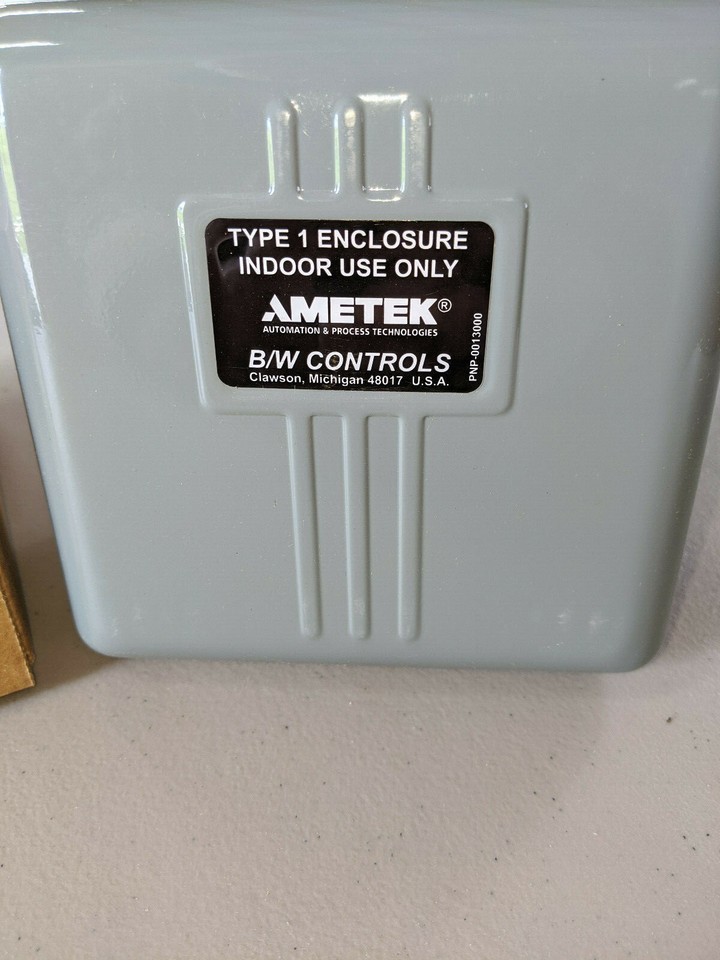 TYPE 1 ENCLOSURE
INDOOR USE ONLY
AMETEK®
AUTOMATION & PROCESS TECHNOLOGIES
B/W CONTROLS
Clawson, Michigan 48017 U.S.A.
PNP-0013000